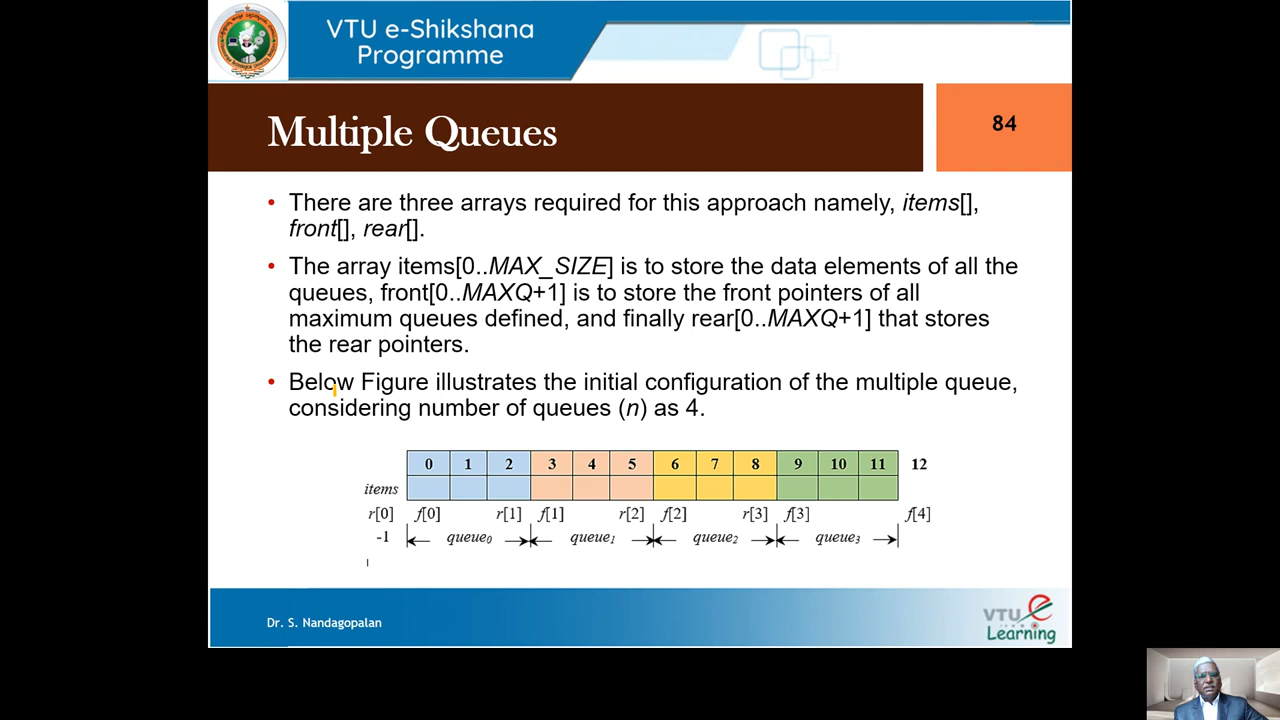 VTU e-Shikshana
Programme
Multiple Queues
84
• There are three arrays required for this approach namely, items[],
front[], rear[].
• The array items[0..MAX_SIZE] is to store the data elements of all the
queues, front[0..MAXQ+1] is to store the front pointers of all
maximum queues defined, and finally rear[0..MAXQ+1] that stores
the rear pointers.
• Below Figure illustrates the initial configuration of the multiple queue,
considering number of queues (n) as 4.
0 1 2 3 4 5 6 7 8 9 10 11 12
items
r[0] f[0] r[1] f[1] r[2] f[2] r[3] f[3] f[4]
-1 queue0 queue1 queue2 queue3
Dr. S. Nandagopalan
VTU e
Learning